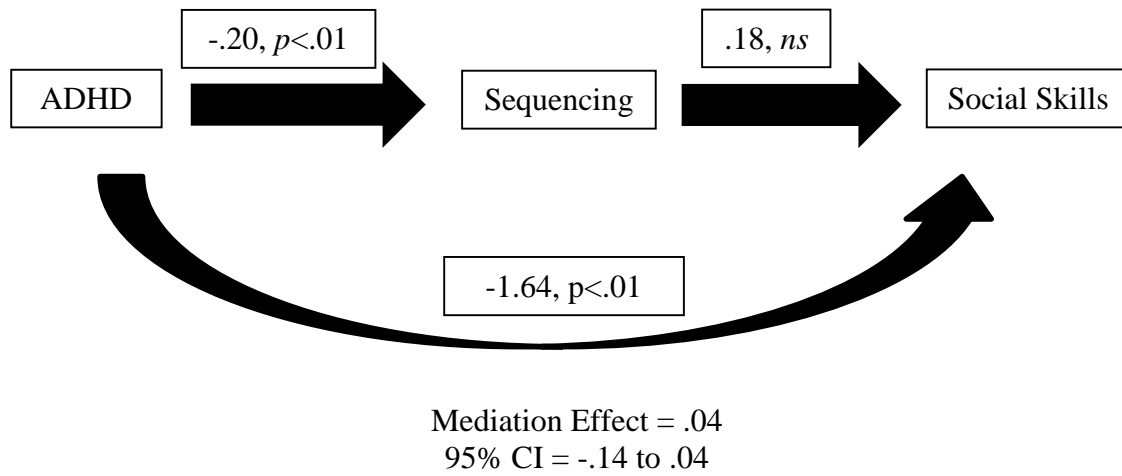 -.20, p<.01
.18, ns
ADHD
Sequencing
Social Skills
-1.64, p<.01
Mediation Effect = .04
95% CI = -.14 to .04